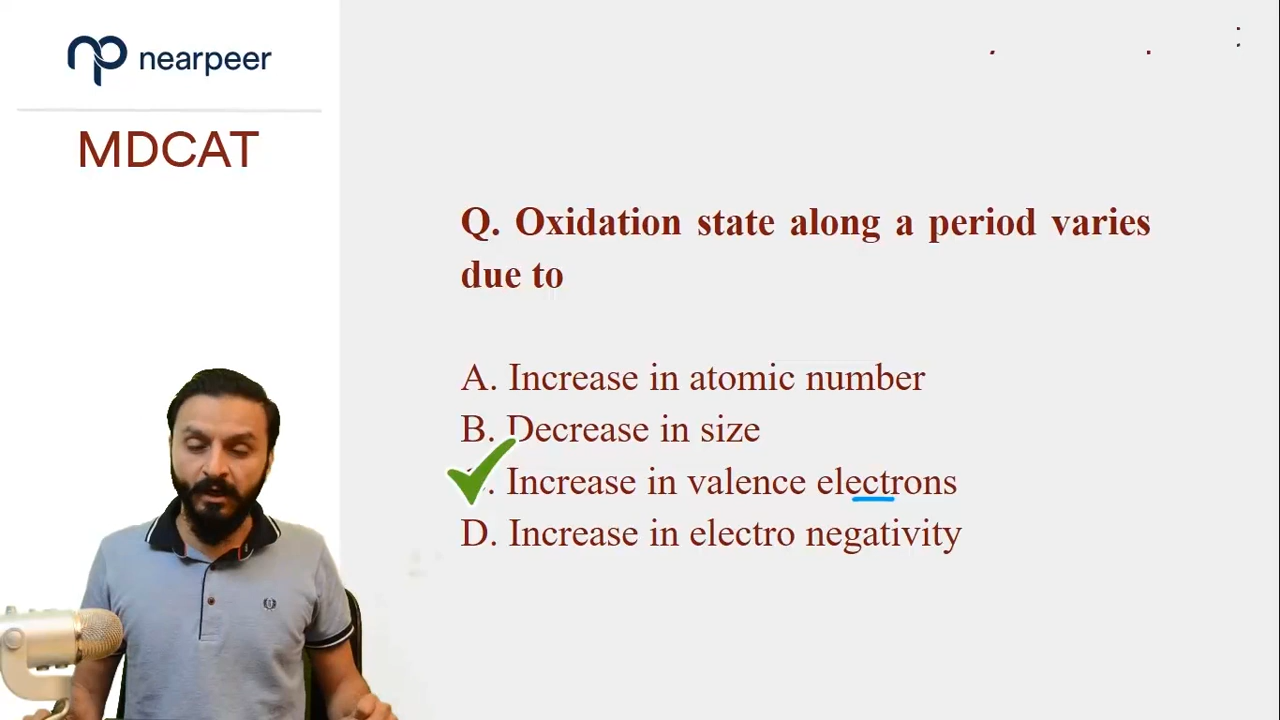 nearpeer
MDCAT
Q. Oxidation state along a period varies
due to
A. Increase in atomic number
B. Decrease in size
. Increase in valence electrons
D. Increase in electro negativity